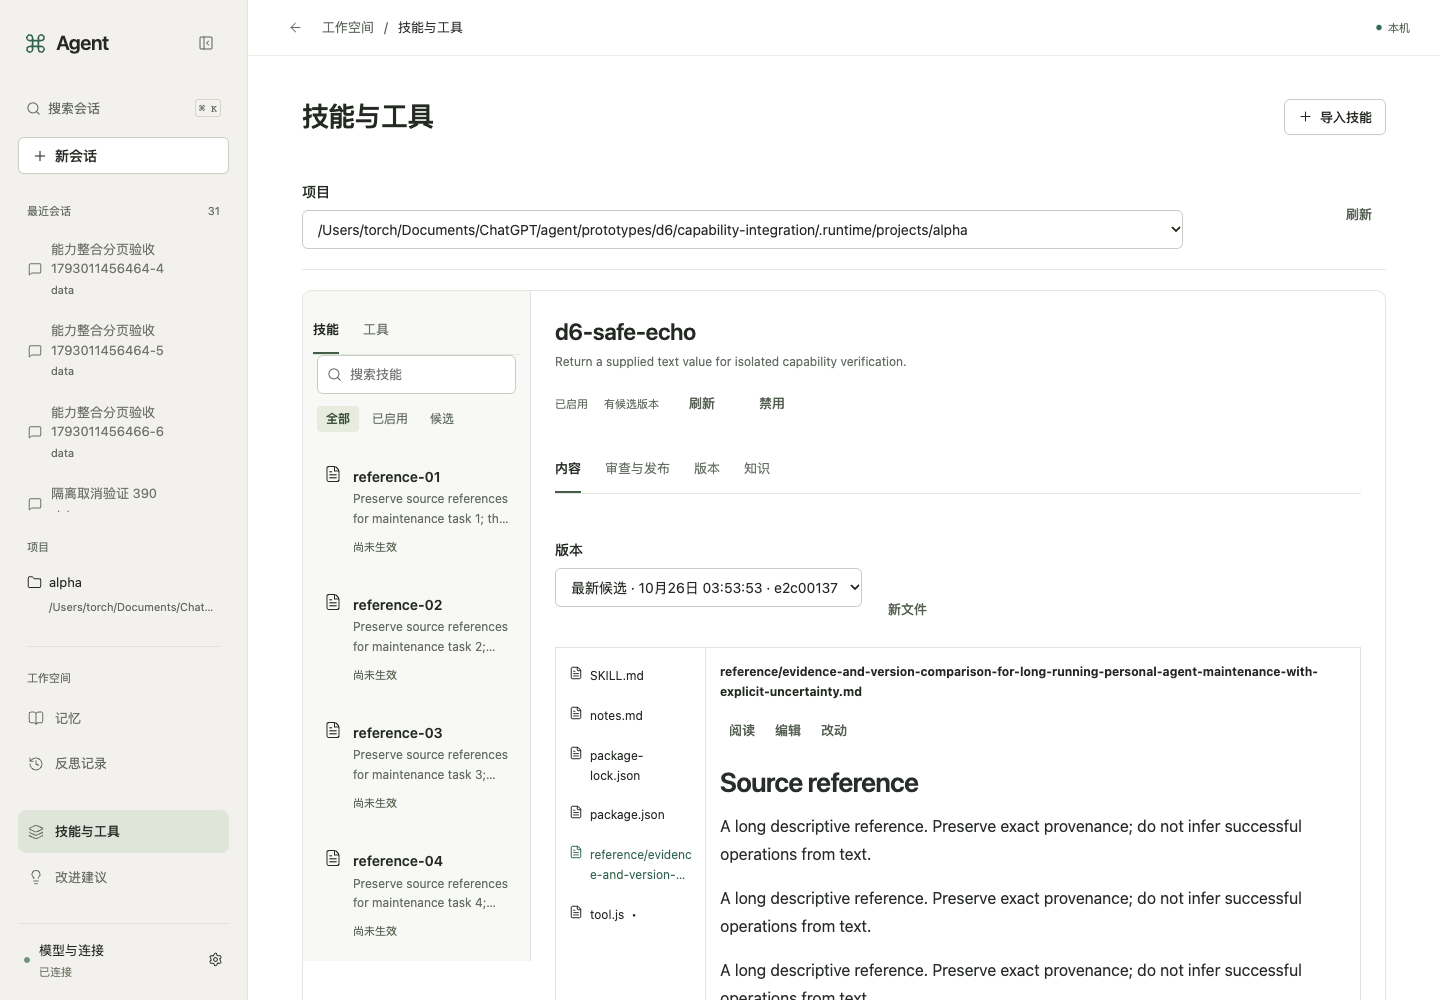 Agent
搜索会话
⌘ K
新会话
最近会话 31
能力整合分页验收
1793011456464-4
data
能力整合分页验收
1793011456464-5
data
能力整合分页验收
1793011456466-6
data
隔离取消验证 390
项目
alpha
/Users/torch/Documents/Chat...
工作空间
记忆
反思记录
技能与工具
改进建议
模型与连接
已连接
工作空间 / 技能与工具
本机
技能与工具
导入技能
项目
/Users/torch/Documents/ChatGPT/agent/prototypes/d6/capability-integration/.runtime/projects/alpha
刷新
技能 工具
搜索技能
全部 已启用 候选
reference-01
Preserve source references
for maintenance task 1; th...
尚未生效
reference-02
Preserve source references
for maintenance task 2;...
尚未生效
reference-03
Preserve source references
for maintenance task 3;...
尚未生效
reference-04
Preserve source references
for maintenance task 4;...
尚未生效
d6-safe-echo
Return a supplied text value for isolated capability verification.
已启用 有候选版本 刷新 禁用
内容 审查与发布 版本 知识
版本
最新候选 · 10月26日 03:53:53 · e2c00137
新文件
SKILL.md
notes.md
package-
lock.json
package.json
reference/evidenc
e-and-version-...
tool.js •
reference/evidence-and-version-comparison-for-long-running-personal-agent-maintenance-with-
explicit-uncertainty.md
阅读 编辑 改动
Source reference
A long descriptive reference. Preserve exact provenance; do not infer successful
operations from text.
A long descriptive reference. Preserve exact provenance; do not infer successful
operations from text.
A long descriptive reference. Preserve exact provenance; do not infer successful
operations from text.